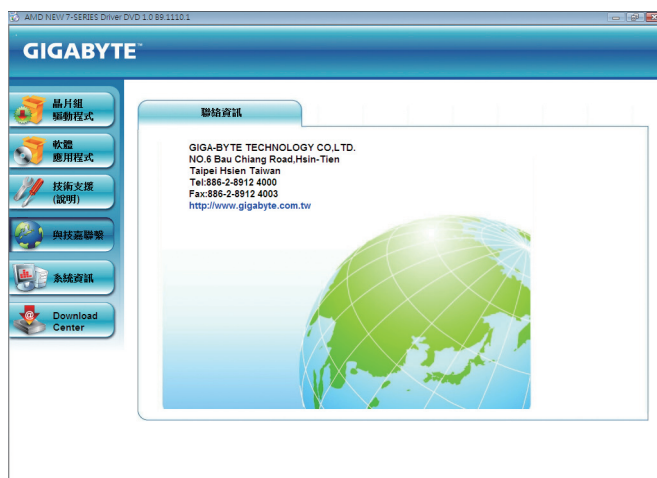 AMD NEW 7-SERIES Driver DVD 1.0 B9.1110.1
GIGABYTE™
晶片組
驅動程式
軟體
應用程式
技術支援
(說明)
與技嘉聯繫
系統資訊
Download
Center
聯絡資訊
GIGA-BYTE TECHNOLOGY CO,LTD.
NO.6 Bau Chiang Road,Hsin-Tien
Taipei Hsien Taiwan
Tel:886-2-8912 4000
Fax:886-2-8912 4003
http://www.gigabyte.com.tw